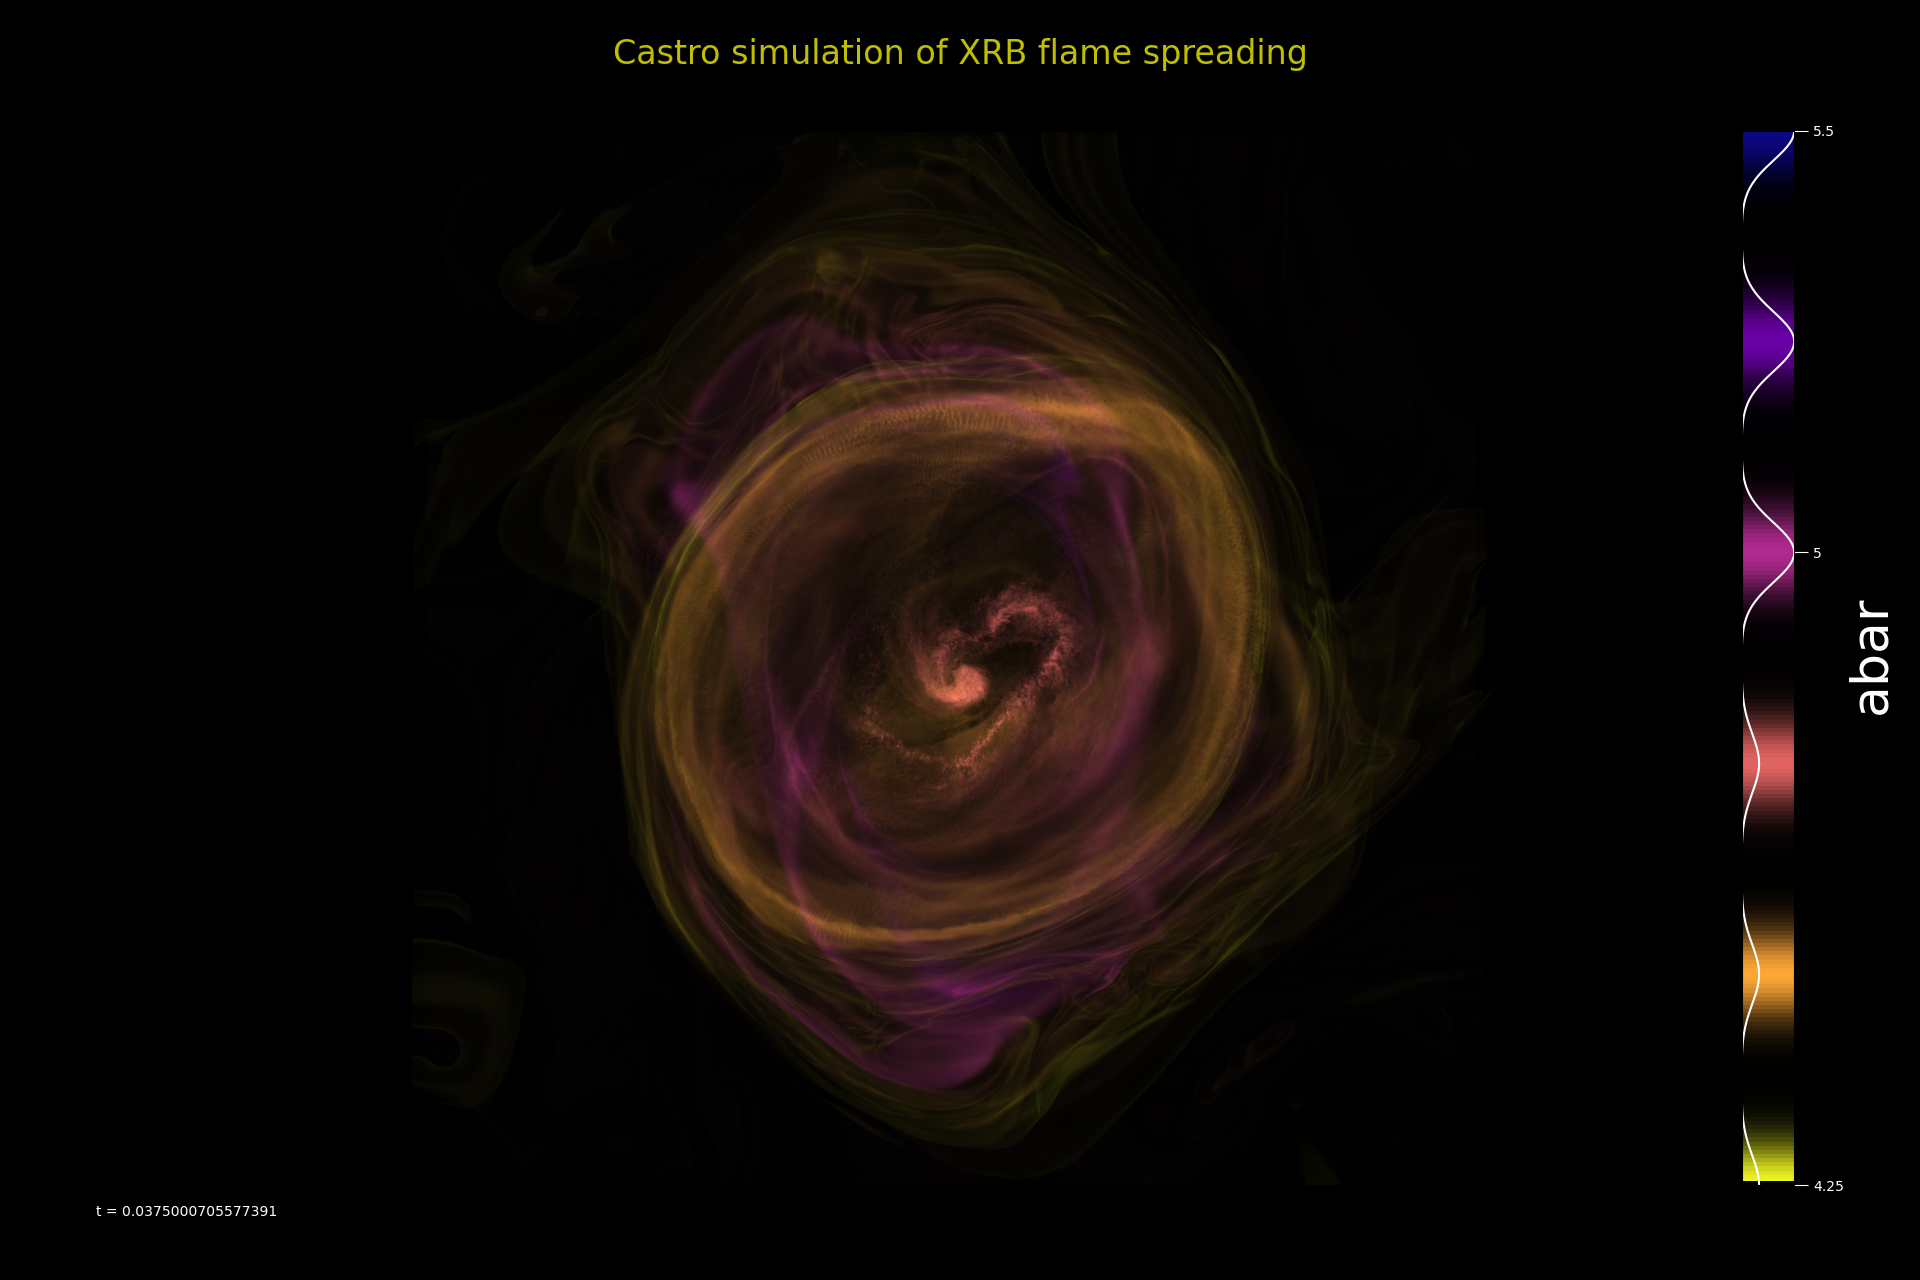 Castro simulation of XRB flame spreading
5.5
5
abar
4.25
t = 0.0375000705577391